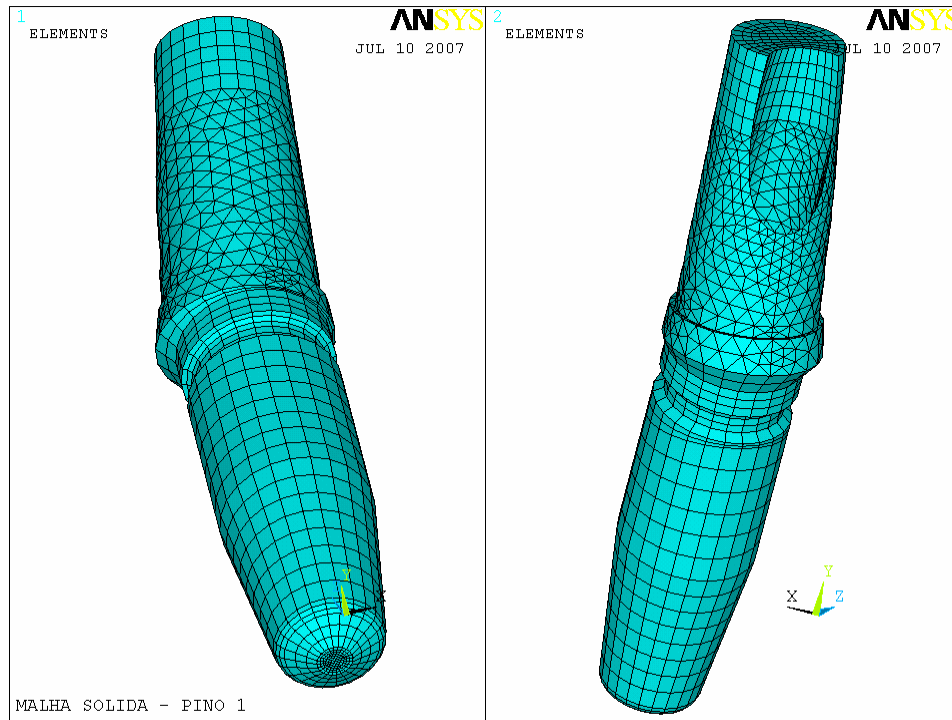 1
ELEMENTS
ANSYS
JUL 10 2007
Y
X
MALHA SOLIDA - PINO 1
2
ELEMENTS
ANSYS
JUL 10 2007
Y
X
Z